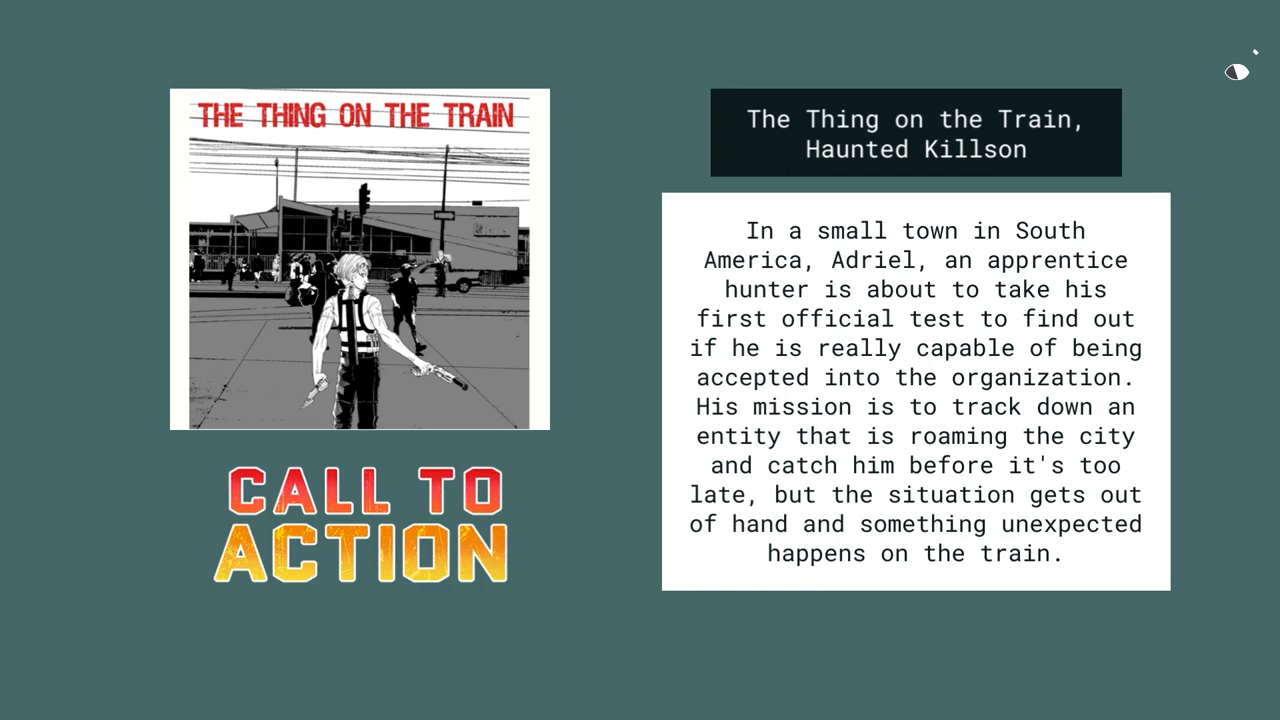 THE THING ON THE TRAIN
CALL TO
ACTION
The Thing on the Train,
Haunted Killson
In a small town in South
America, Adriel, an apprentice
hunter is about to take his
first official test to find out
if he is really capable of being
accepted into the organization.
His mission is to track down an
entity that is roaming the city
and catch him before it's too
late, but the situation gets out
of hand and something unexpected
happens on the train.